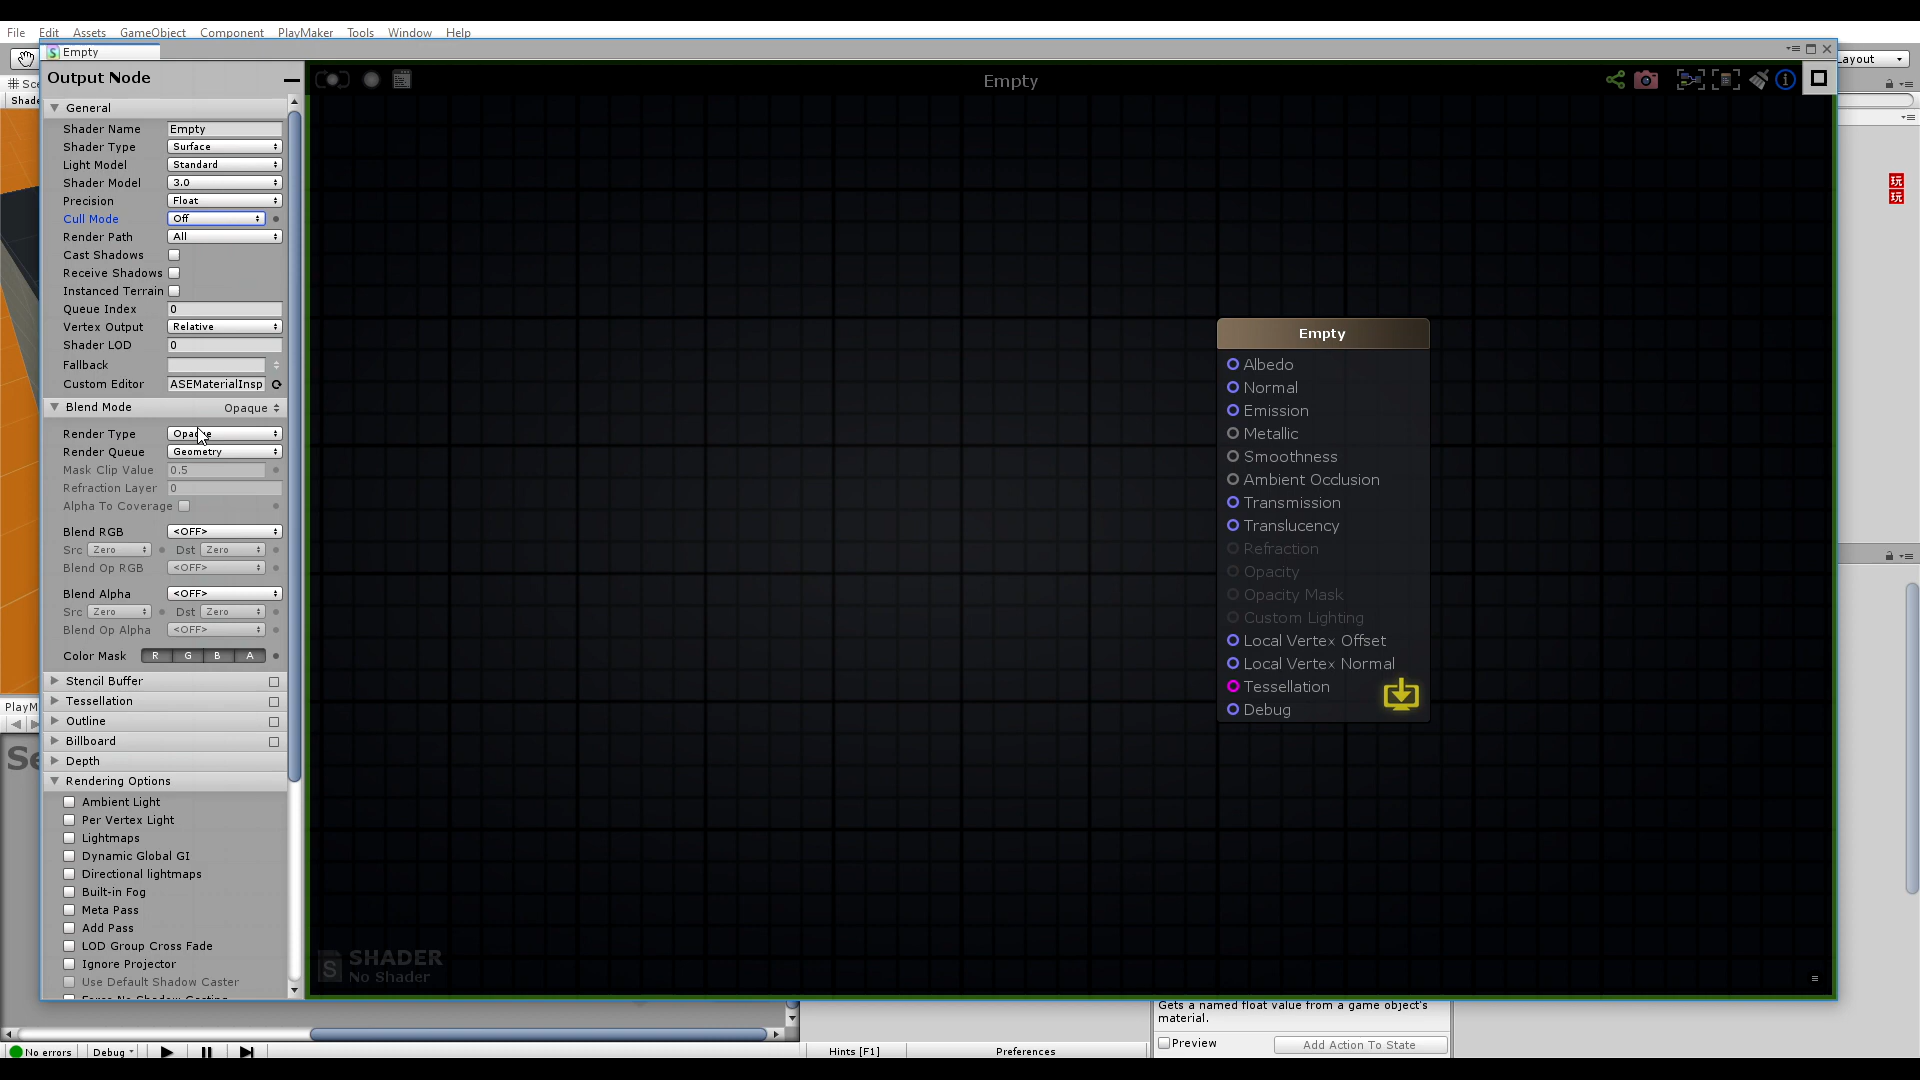 File Edit Assets GameObject Component PlayMaker Tools Window Help
Empty
Output Node
General
Shader Name Empty
Shader Type Surface
Light Model Standard
Shader Model 3.0
Precision Float
Cull Mode Off
Render Path All
Cast Shadows
Receive Shadows
Instanced Terrain
Queue Index 0
Vertex Output Relative
Shader LOD 0
Fallback
Custom Editor ASEMaterialInsp
Blend Mode Opaque
Render Type Opaque
Render Queue Geometry
Mask Clip Value 0.5
Refraction Layer 0
Alpha To Coverage
Blend RGB <OFF>
Src Zero Dst Zero
Blend Op RGB <OFF>
Blend Alpha <OFF>
Src Zero Dst Zero
Blend Op Alpha <OFF>
Color Mask R G B A
Stencil Buffer
Tessellation
Outline
Billboard
Depth
Rendering Options
Ambient Light
Per Vertex Light
Lightmaps
Dynamic Global GI
Directional lightmaps
Built-in Fog
Meta Pass
Add Pass
LOD Group Cross Fade
Ignore Projector
Use Default Shadow Caster
Empty
Empty
Albedo
Normal
Emission
Metallic
Smoothness
Ambient Occlusion
Transmission
Translucency
Refraction
Opacity
Opacity Mask
Custom Lighting
Local Vertex Offset
Local Vertex Normal
Tessellation
Debug
S SHADER
No Shader
Sce
Shade
PlayM
Se
ayout
玩
玩
No errors Debug
Hints [F1] Preferences
Gets a named float value from a game object's
material.
Preview Add Action To State